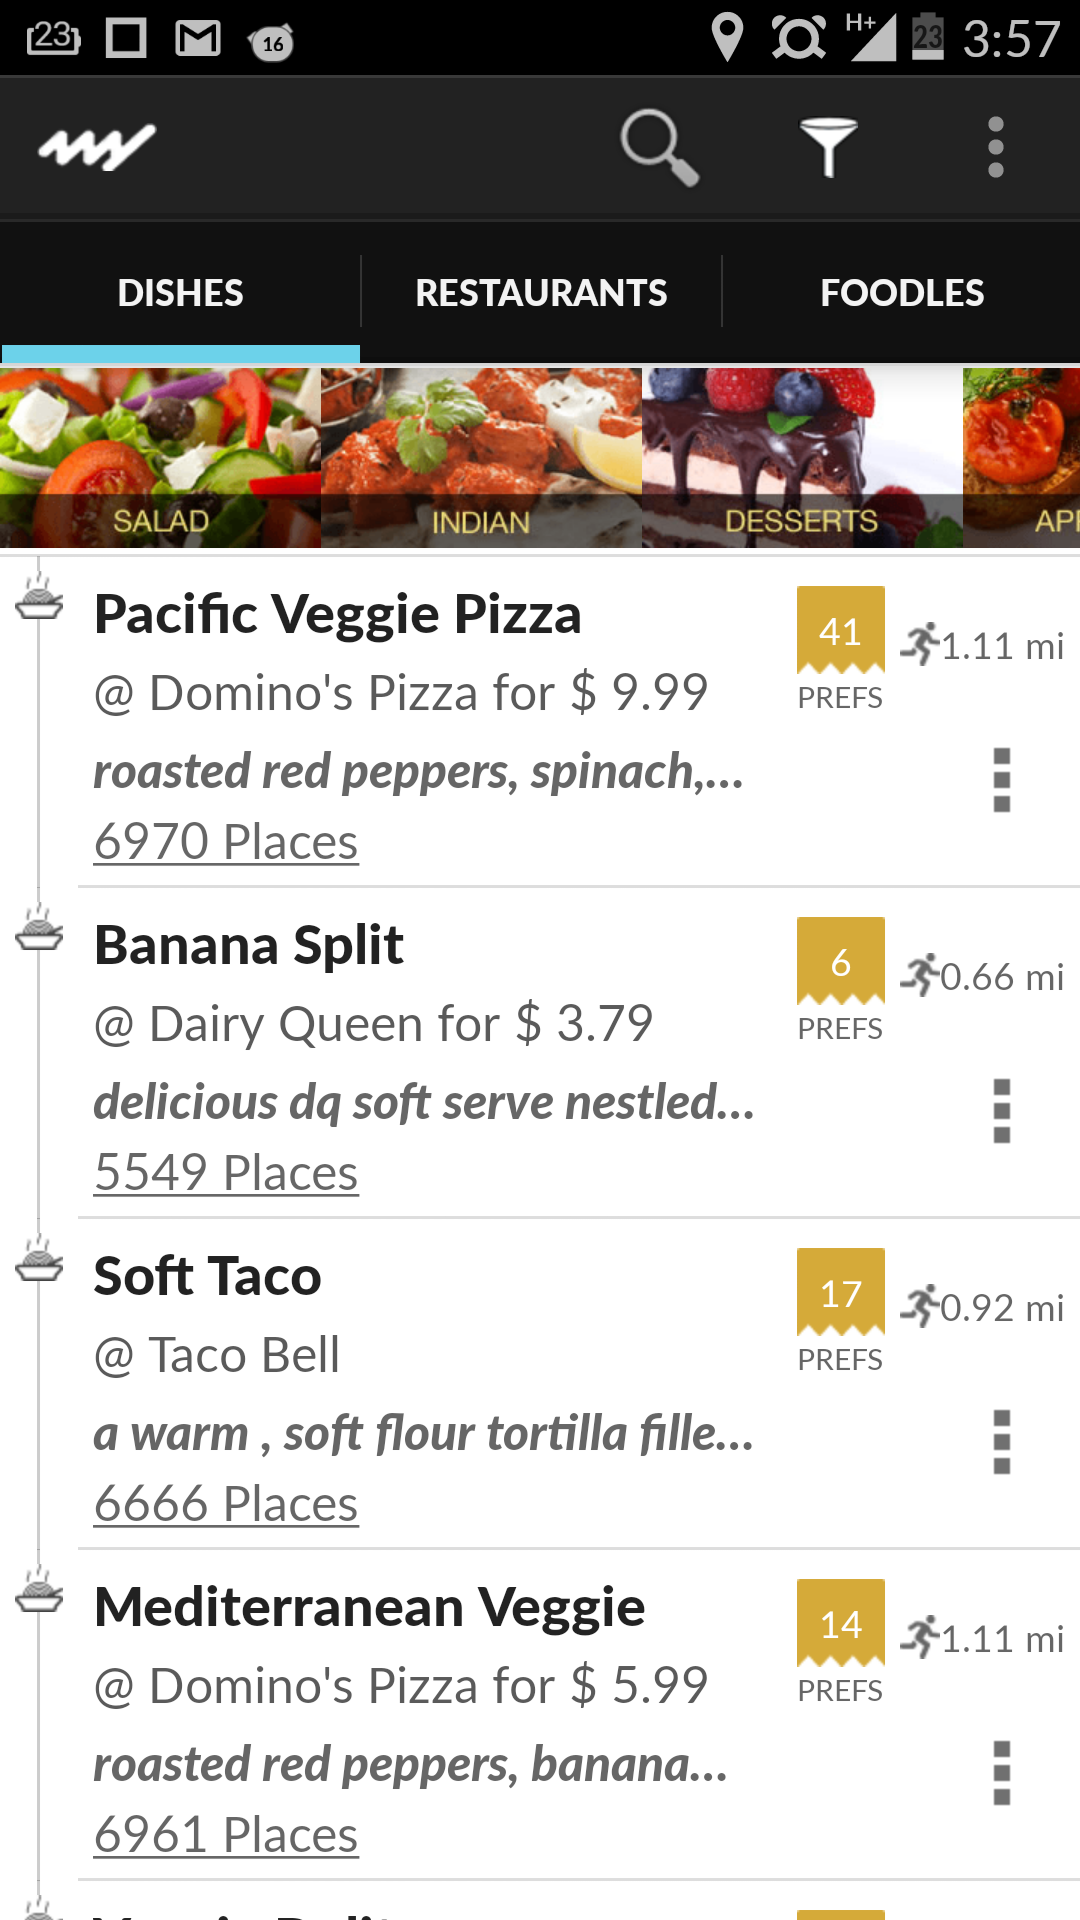 23 16 H+ 23 3:57
DISHES RESTAURANTS FOODLES
SALAD INDIAN DESSERTS
Pacific Veggie Pizza 41 1.11 mi
@ Domino's Pizza for $ 9.99 PREFS
roasted red peppers, spinach,...
6970 Places
Banana Split 6 0.66 mi
@ Dairy Queen for $ 3.79 PREFS
delicious dq soft serve nestled...
5549 Places
Soft Taco 17 0.92 mi
@ Taco Bell PREFS
a warm , soft flour tortilla fille...
6666 Places
Mediterranean Veggie 14 1.11 mi
@ Domino's Pizza for $ 5.99 PREFS
roasted red peppers, banana...
6961 Places